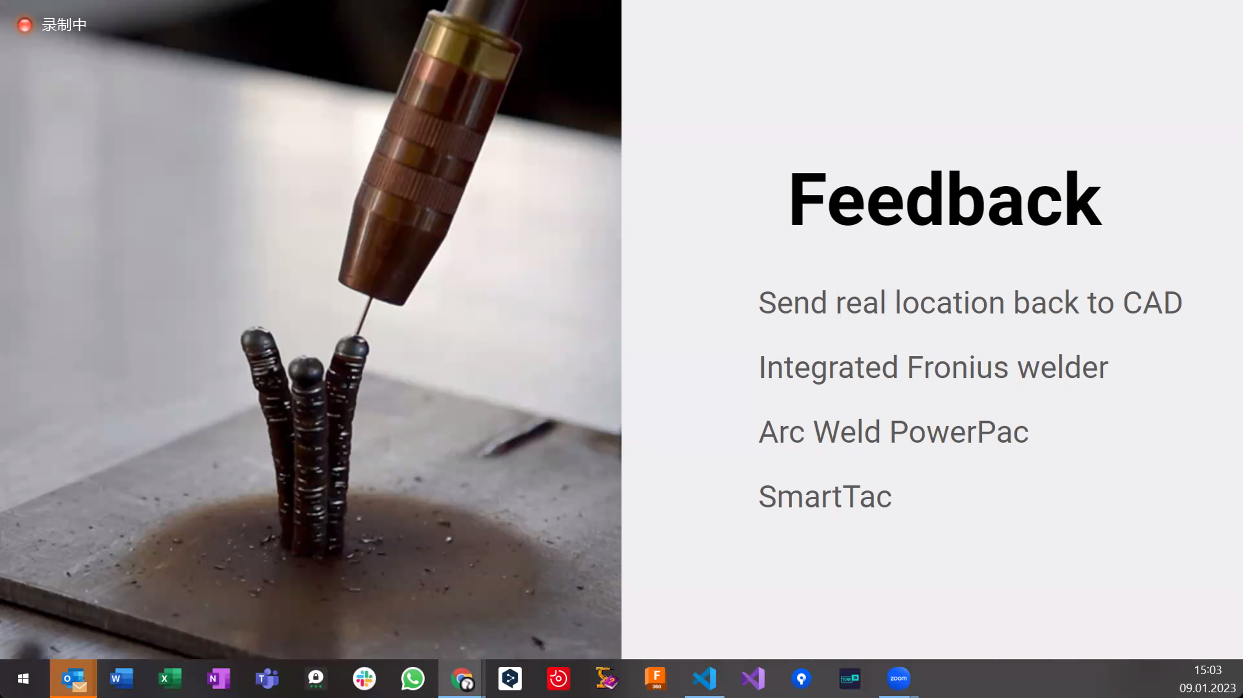 录制中
Feedback
Send real location back to CAD
Integrated Fronius welder
Arc Weld PowerPac
SmartTac
zoom
15:03
09.01.2023